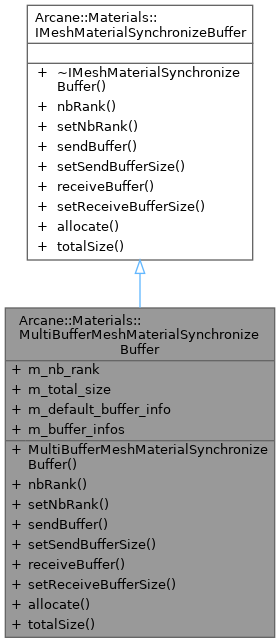 Arcane::Materials::
IMeshMaterialSynchronizeBuffer
+ ~IMeshMaterialSynchronize
Buffer()
+ nbRank()
+ setNbRank()
+ sendBuffer()
+ setSendBufferSize()
+ receiveBuffer()
+ setReceiveBufferSize()
+ allocate()
+ totalSize()
Arcane::Materials::
MultiBufferMeshMaterialSynchronize
Buffer
+ m_nb_rank
+ m_total_size
+ m_default_buffer_info
+ m_buffer_infos
+ MultiBufferMeshMaterialSynchronize
Buffer()
+ nbRank()
+ setNbRank()
+ sendBuffer()
+ setSendBufferSize()
+ receiveBuffer()
+ setReceiveBufferSize()
+ allocate()
+ totalSize()